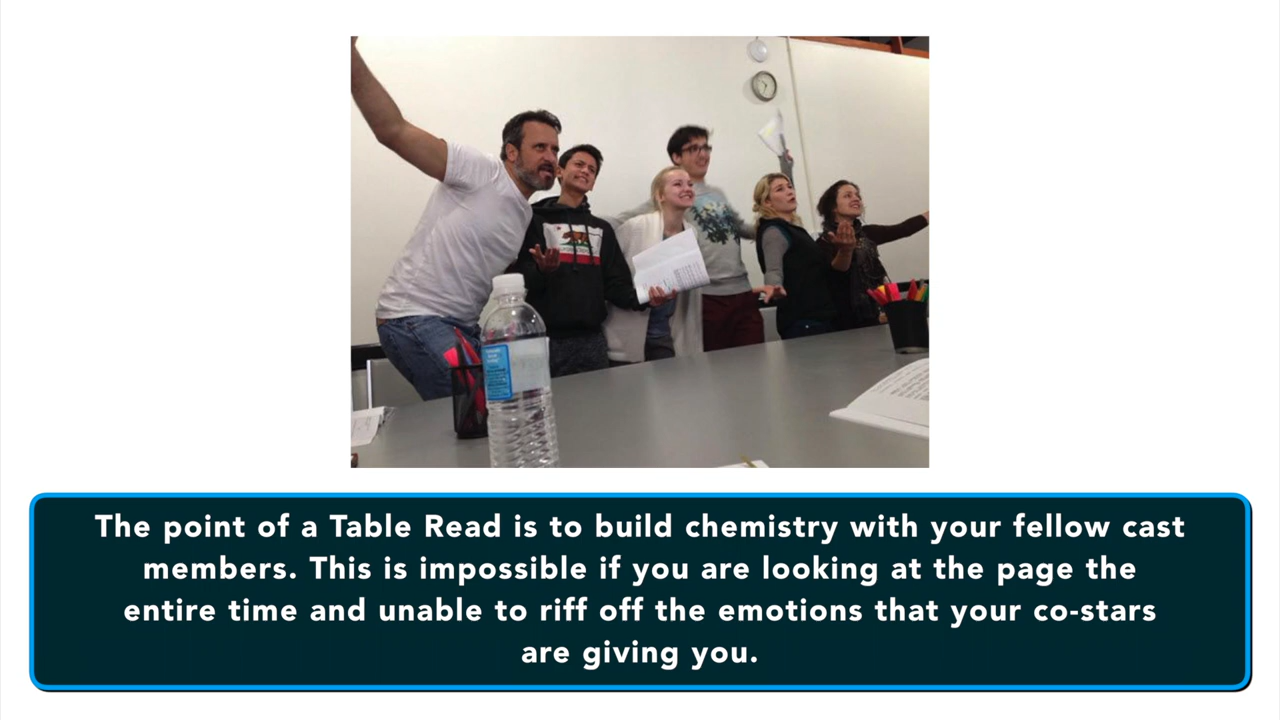 The point of a Table Read is to build chemistry with your fellow cast
members. This is impossible if you are looking at the page the
entire time and unable to riff off the emotions that your co-stars
are giving you.